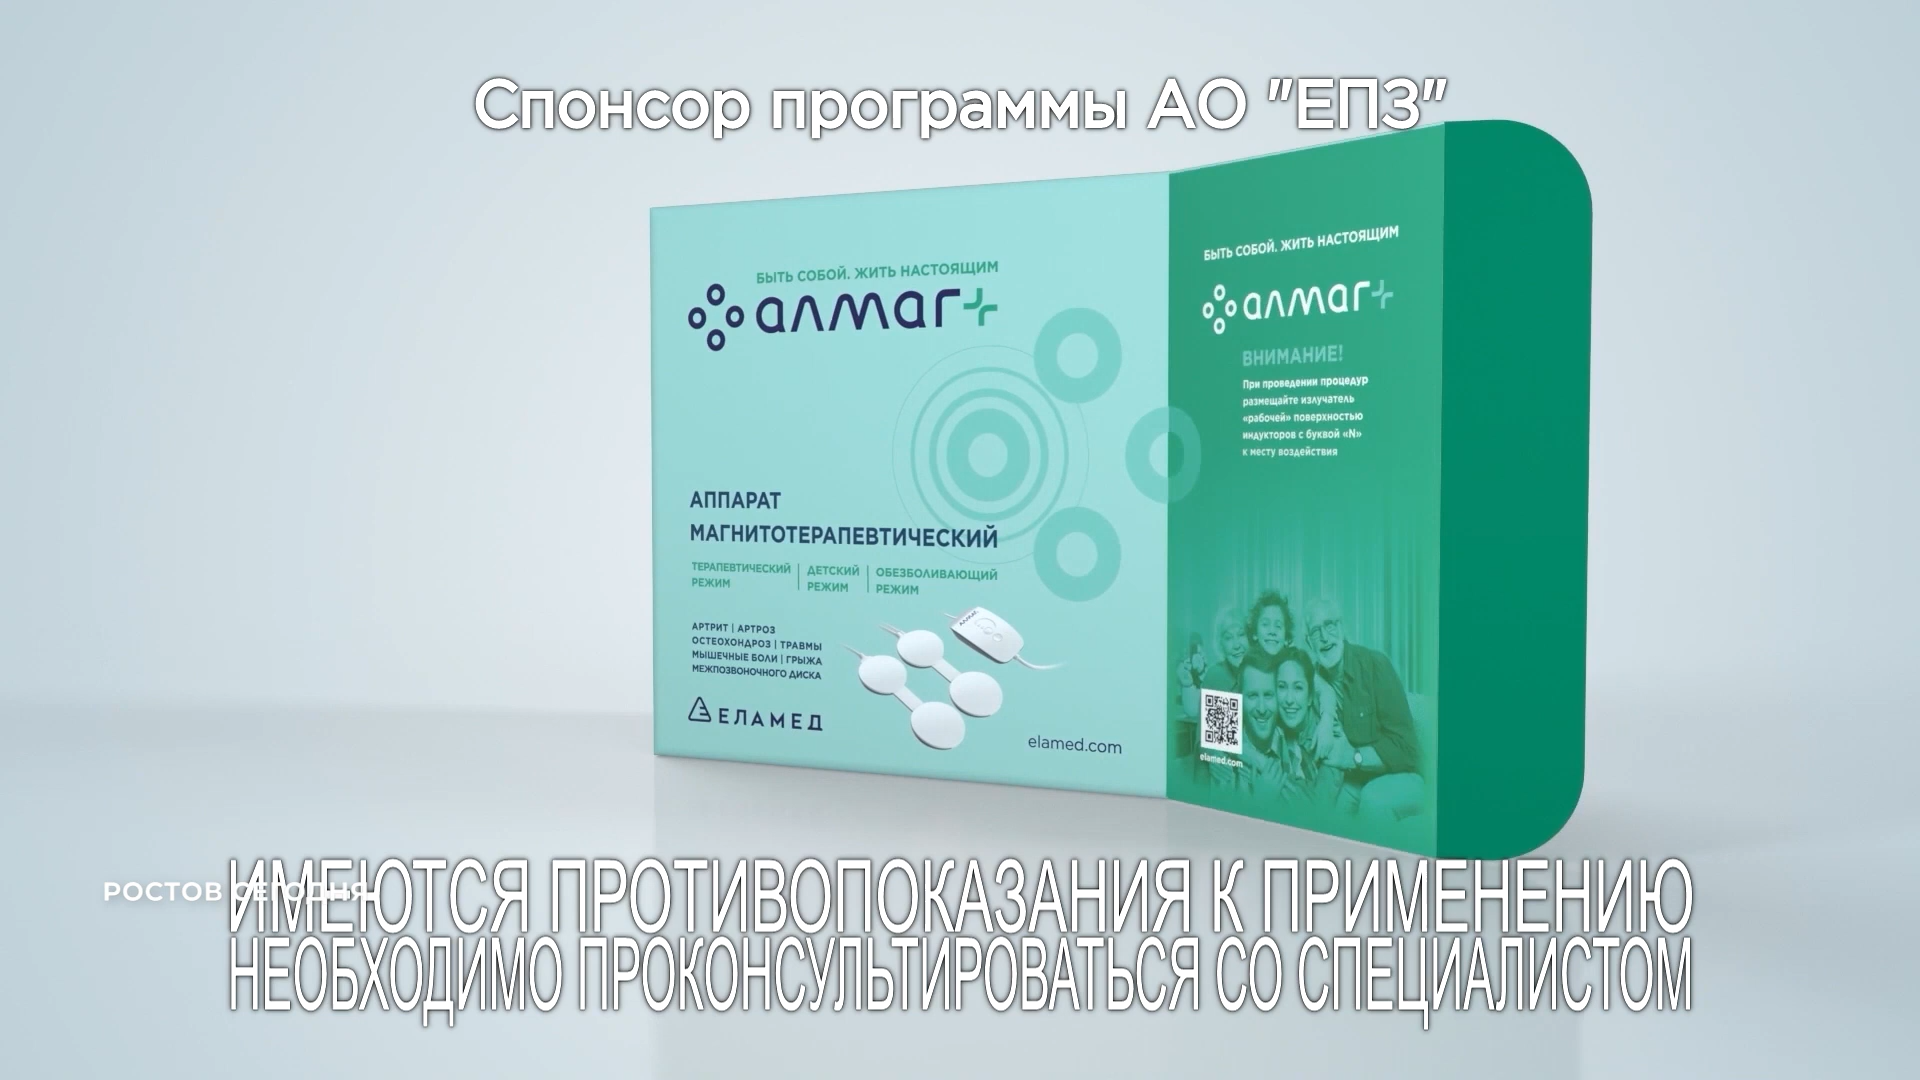 Спонсор программы АО "ЕПЗ"
БЫТЬ СОБОЙ. ЖИТЬ НАСТОЯЩИМ
алмаг+
АППАРАТ
МАГНИТОТЕРАПЕВТИЧЕСКИЙ
ТЕРАПЕВТИЧЕСКИЙ РЕЖИМ
ДЕТСКИЙ РЕЖИМ
ОБЕЗБОЛИВАЮЩИЙ РЕЖИМ
АРТРИТ | АРТРОЗ
ОСТЕОХОНДРОЗ | ТРАВМЫ
МЫШЕЧНЫЕ БОЛИ | ГРЫЖА
МЕЖПОЗВОНОЧНОГО ДИСКА
ЕЛАМЕД
elamed.com
БЫТЬ СОБОЙ. ЖИТЬ НАСТОЯЩИМ
алмаг+
ВНИМАНИЕ!
При проведении процедур
размещайте излучатель
«рабочей» поверхностью
индукторов с буквой «N»
к месту воздействия
elamed.com
РОСТОВ СЕГОДНЯ
ИМЕЮТСЯ ПРОТИВОПОКАЗАНИЯ К ПРИМЕНЕНИЮ
НЕОБХОДИМО ПРОКОНСУЛЬТИРОВАТЬСЯ СО СПЕЦИАЛИСТОМ